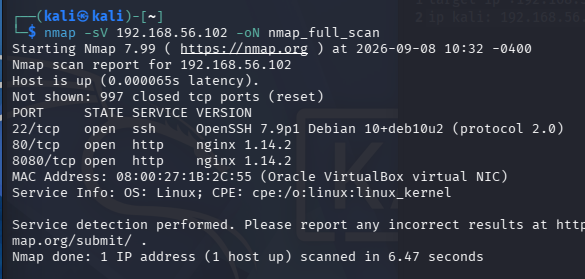 target ip :192.168.56.
ip kali: 192.168.56.
┌──(kali㉿kali)-[~]
└─$ nmap -sV 192.168.56.102 -oN nmap_full_scan
Starting Nmap 7.99 ( https://nmap.org ) at 2026-09-08 10:32 -0400
Nmap scan report for 192.168.56.102
Host is up (0.000065s latency).
Not shown: 997 closed tcp ports (reset)
PORT     STATE SERVICE VERSION
22/tcp   open  ssh     OpenSSH 7.9p1 Debian 10+deb10u2 (protocol 2.0)
80/tcp   open  http    nginx 1.14.2
8080/tcp open  http    nginx 1.14.2
MAC Address: 08:00:27:1B:2C:55 (Oracle VirtualBox virtual NIC)
Service Info: OS: Linux; CPE: cpe:/o:linux:linux_kernel

Service detection performed. Please report any incorrect results at http
map.org/submit/ .
Nmap done: 1 IP address (1 host up) scanned in 6.47 seconds